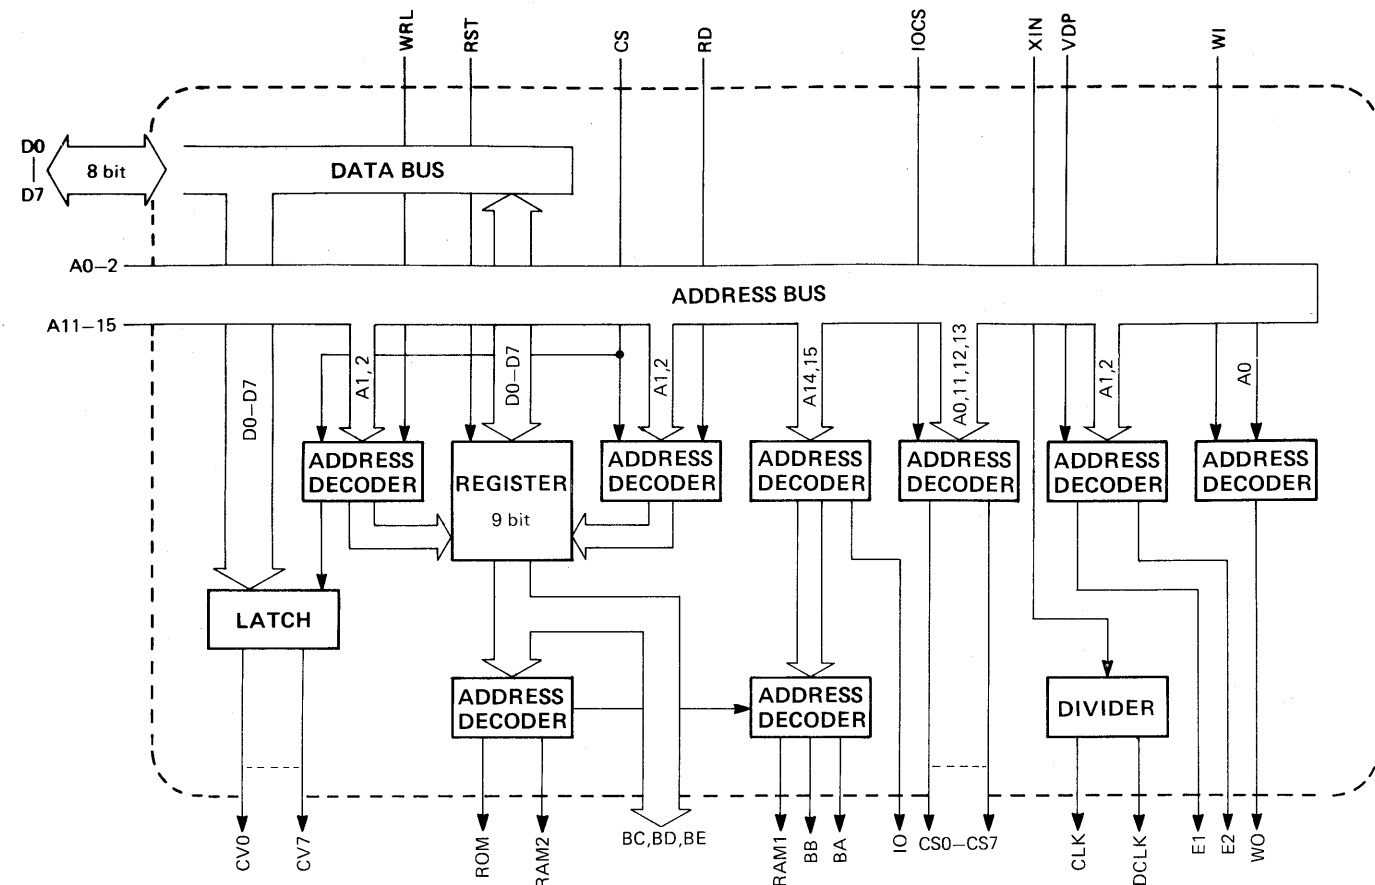 WRL
RST
CS
RD
IOCS
XIN
VDP
WI
D0
D7
8 bit
DATA BUS
A0–2
ADDRESS BUS
A11–15
D0–D7
A1,2
D0–D7
A1,2
A14,15
A0,11,12,13
A1,2
A0
ADDRESS
DECODER
REGISTER
9 bit
ADDRESS
DECODER
ADDRESS
DECODER
ADDRESS
DECODER
ADDRESS
DECODER
ADDRESS
DECODER
LATCH
ADDRESS
DECODER
ADDRESS
DECODER
DIVIDER
CV0
CV7
ROM
RAM2
BC,BD,BE
RAM1
BB
BA
IO
CS0–CS7
CLK
DCLK
E1
E2
WO